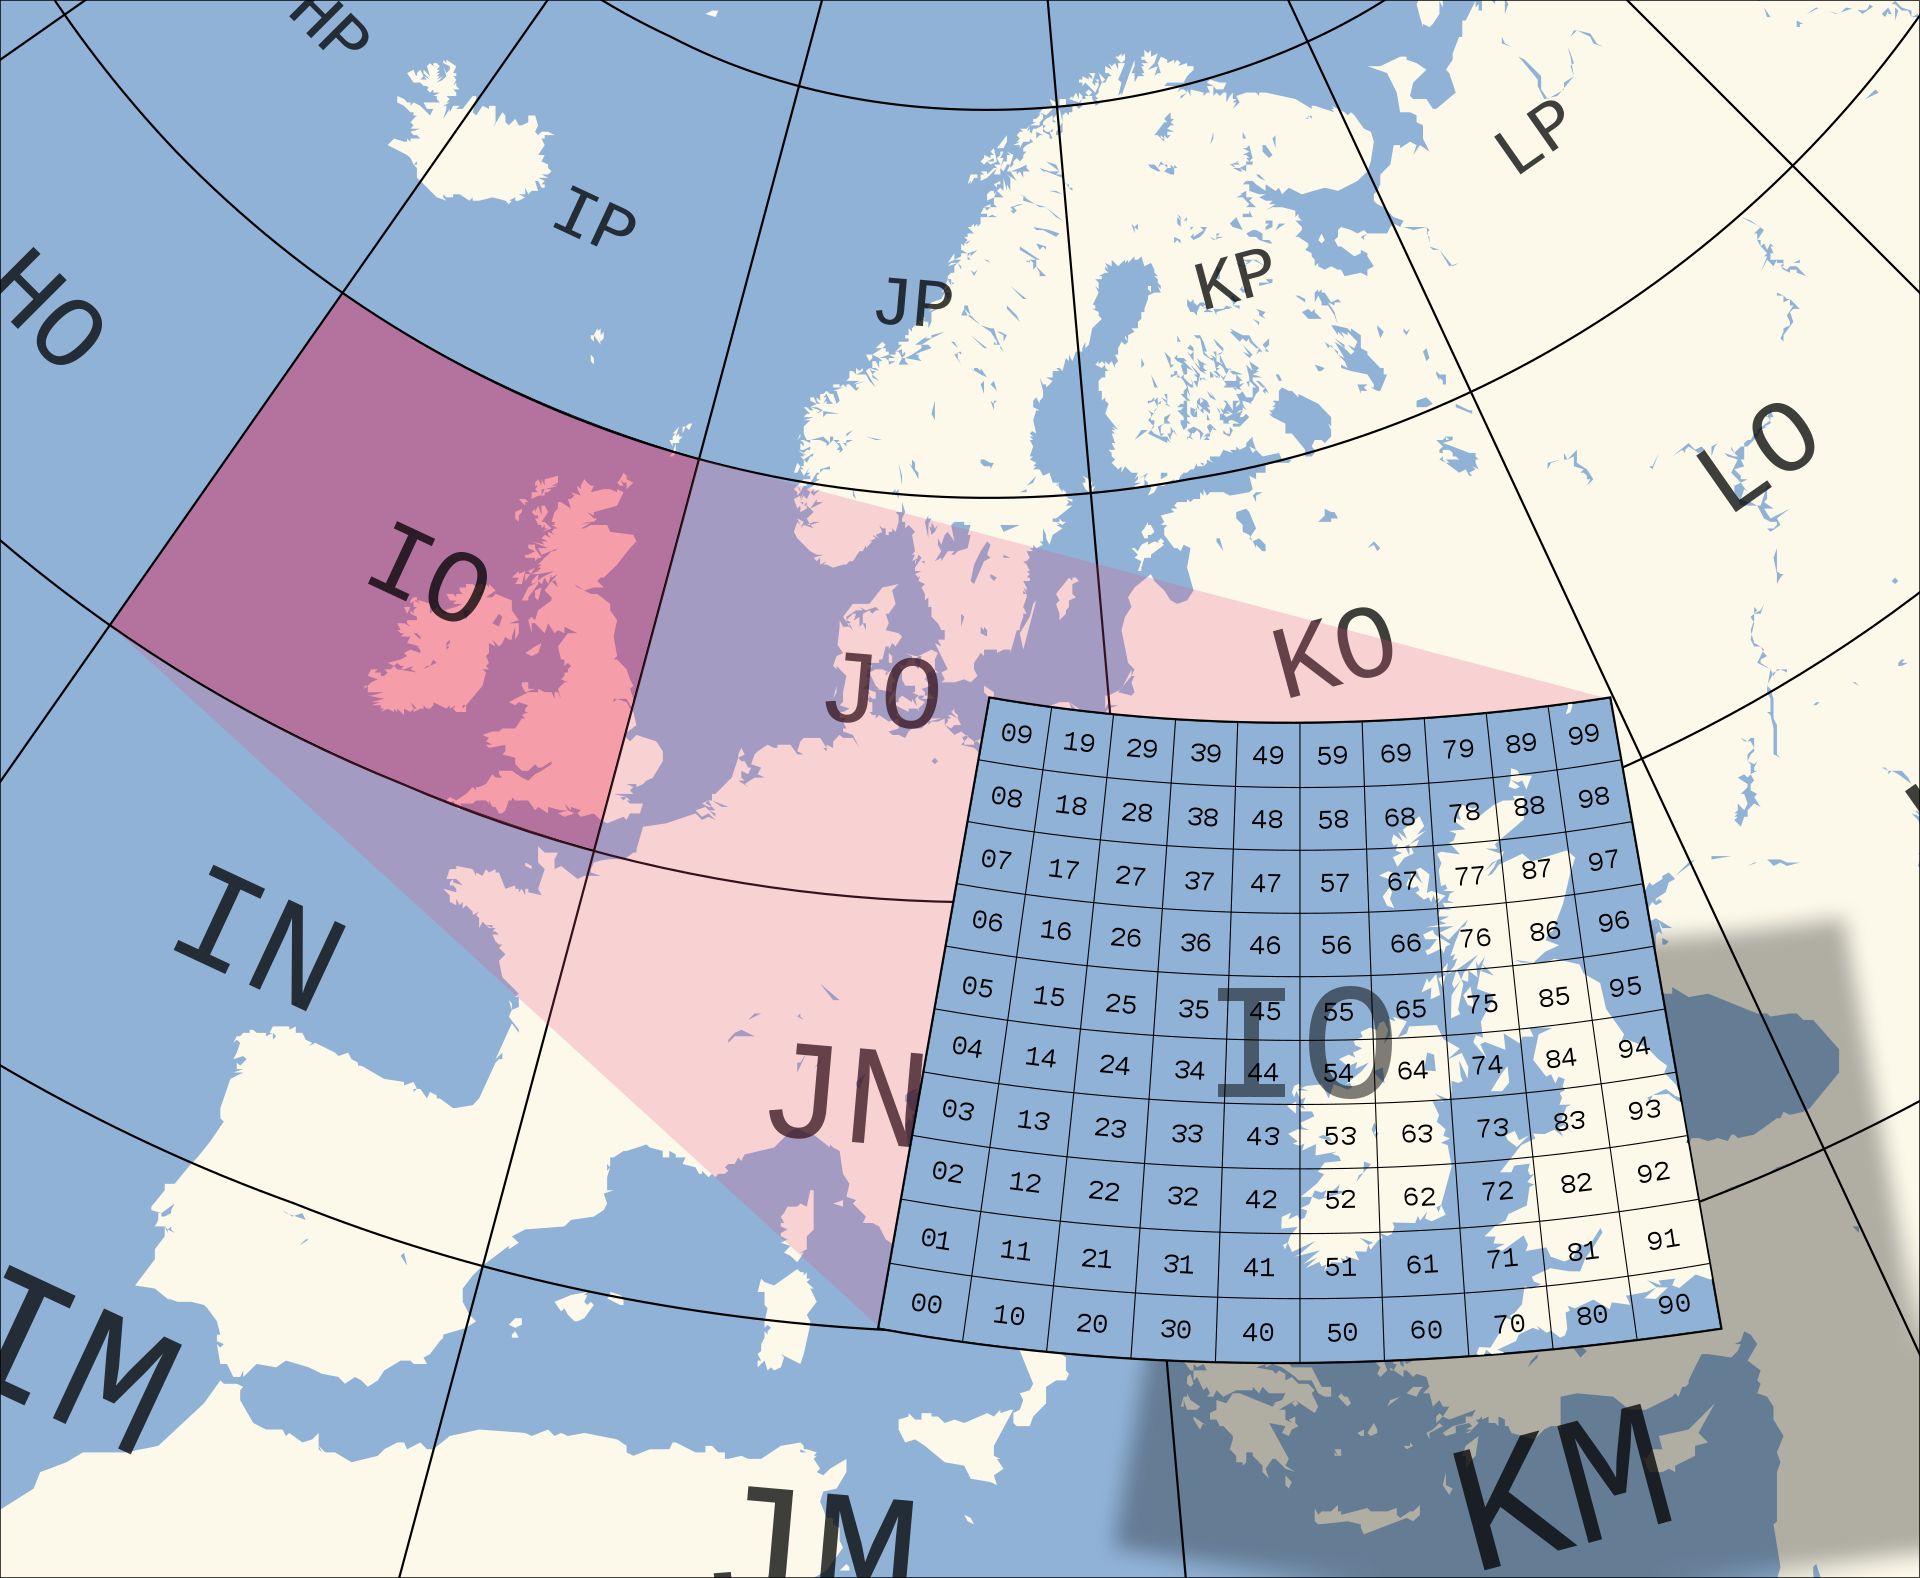 HP
LP
IP
JP
KP
HO
LO
IO
KO
JO
IN
JN
IM
JM
KM
IO
09 19 29 39 49 59 69 79 89 99
08 18 28 38 48 58 68 78 88 98
07 17 27 37 47 57 67 77 87 97
06 16 26 36 46 56 66 76 86 96
05 15 25 35 45 55 65 75 85 95
04 14 24 34 44 54 64 74 84 94
03 13 23 33 43 53 63 73 83 93
02 12 22 32 42 52 62 72 82 92
01 11 21 31 41 51 61 71 81 91
00 10 20 30 40 50 60 70 80 90